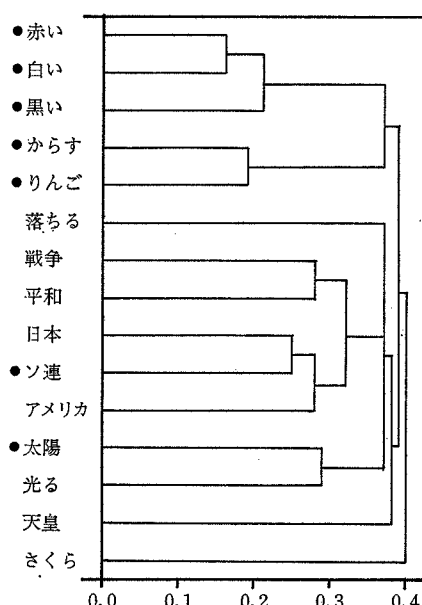 ●赤い
●白い
●黒い
●からす
●りんご
落ちる
戦争
平和
日本
●ソ連
アメリカ
●太陽
光る
天皇
さくら
0.0 0.1 0.2 0.3 0.4